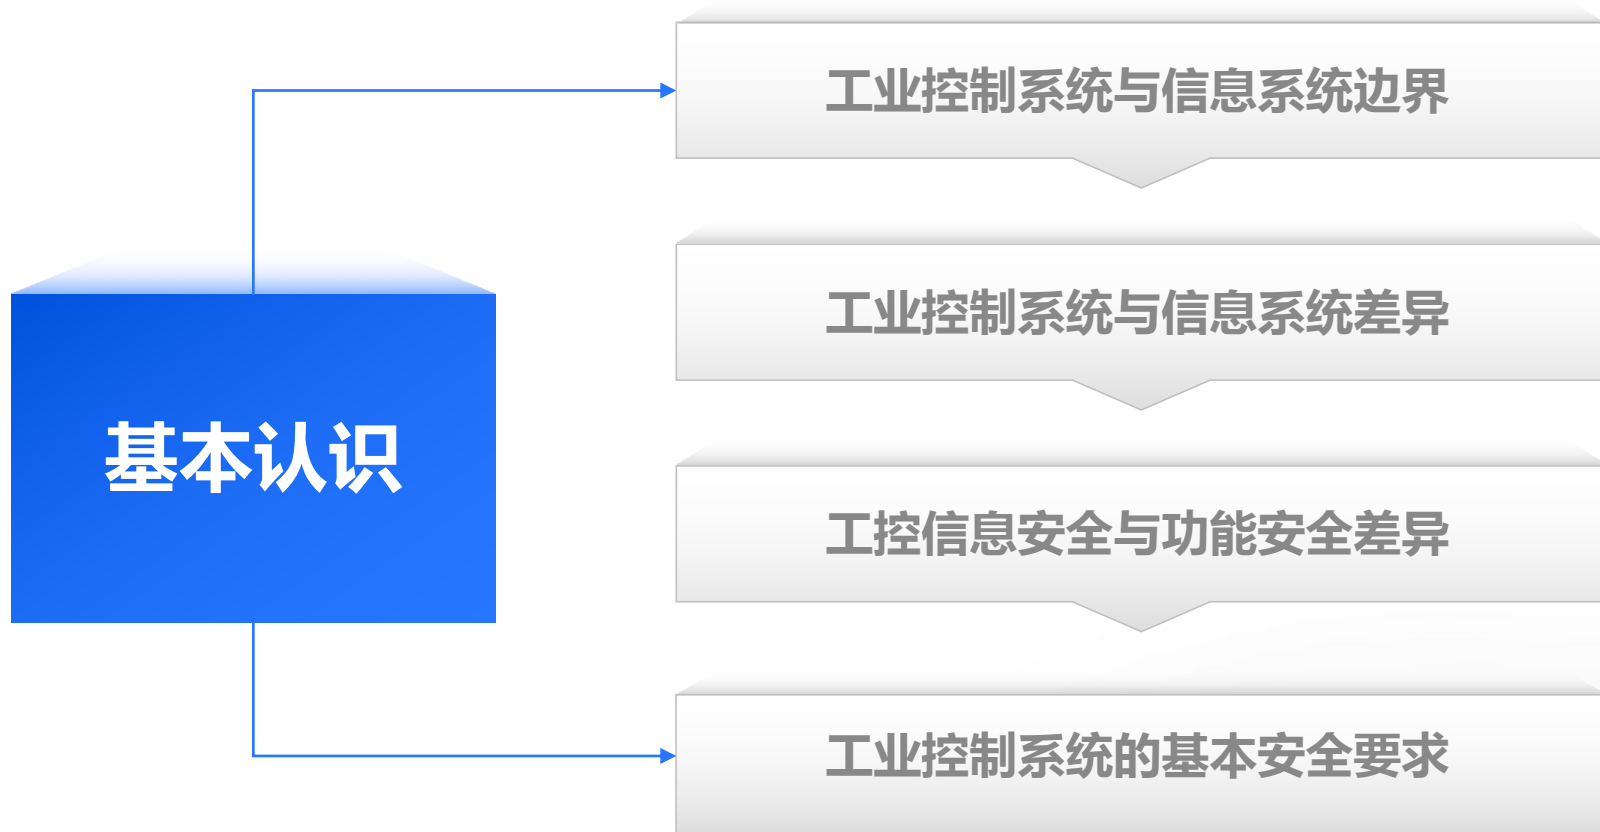 工业控制系统与信息系统边界
工业控制系统与信息系统差异
基本认识
工控信息安全与功能安全差异
工业控制系统的基本安全要求